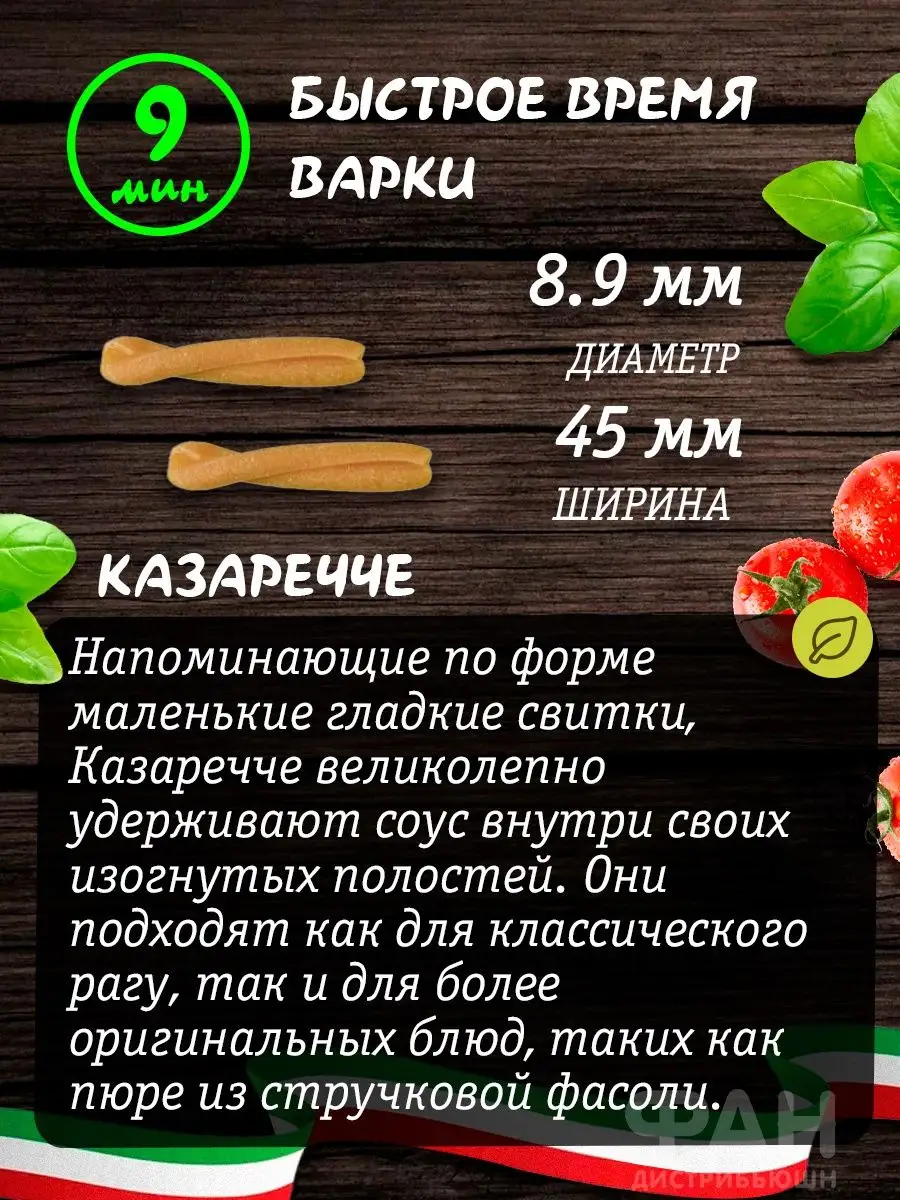 9
мин
БЫСТРОЕ ВРЕМЯ
ВАРКИ
8.9 мм
ДИАМЕТР
45 мм
ШИРИНА
КАЗАРЕЧЧЕ
Напоминающие по форме
маленькие гладкие свитки,
Казаречче великолепно
удерживают соус внутри своих
изогнутых полостей. Они
подходят как для классического
рагу, так и для более
оригинальных блюд, таких как
пюре из стручковой фасоли.
ФАН
ДИСТРИБЬЮШН